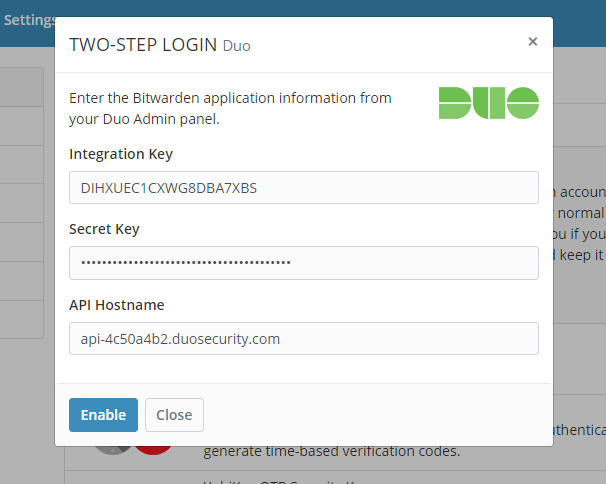 Settings
TWO-STEP LOGIN Duo
×
Enter the Bitwarden application information from
your Duo Admin panel.
DUO
Integration Key
DIHXUEC1CXWG8DBA7XBS
Secret Key
••••••••••••••••••••••••••••••••••••••••
API Hostname
api-4c50a4b2.duosecurity.com
Enable
Close
accoun
normal
ou if you
keep it
generate time-based verification codes.